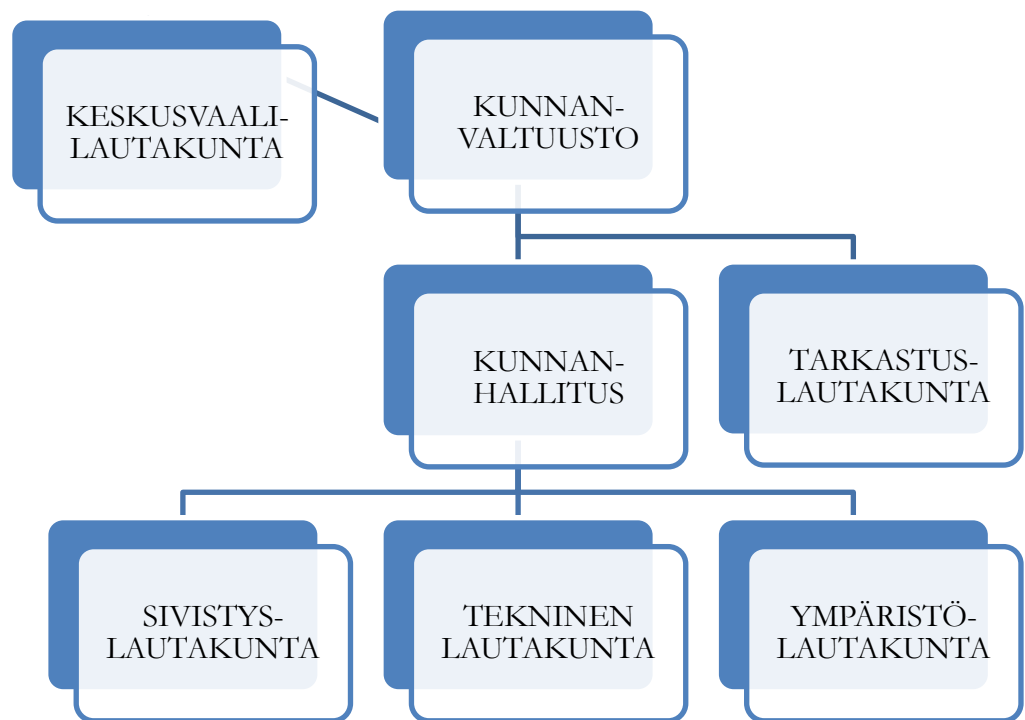 KESKUSVAALI-
LAUTAKUNTA
KUNNAN-
VALTUUSTO
KUNNAN-
HALLITUS
TARKASTUS-
LAUTAKUNTA
SIVISTYS-
LAUTAKUNTA
TEKNINEN
LAUTAKUNTA
YMPÄRISTÖ-
LAUTAKUNTA